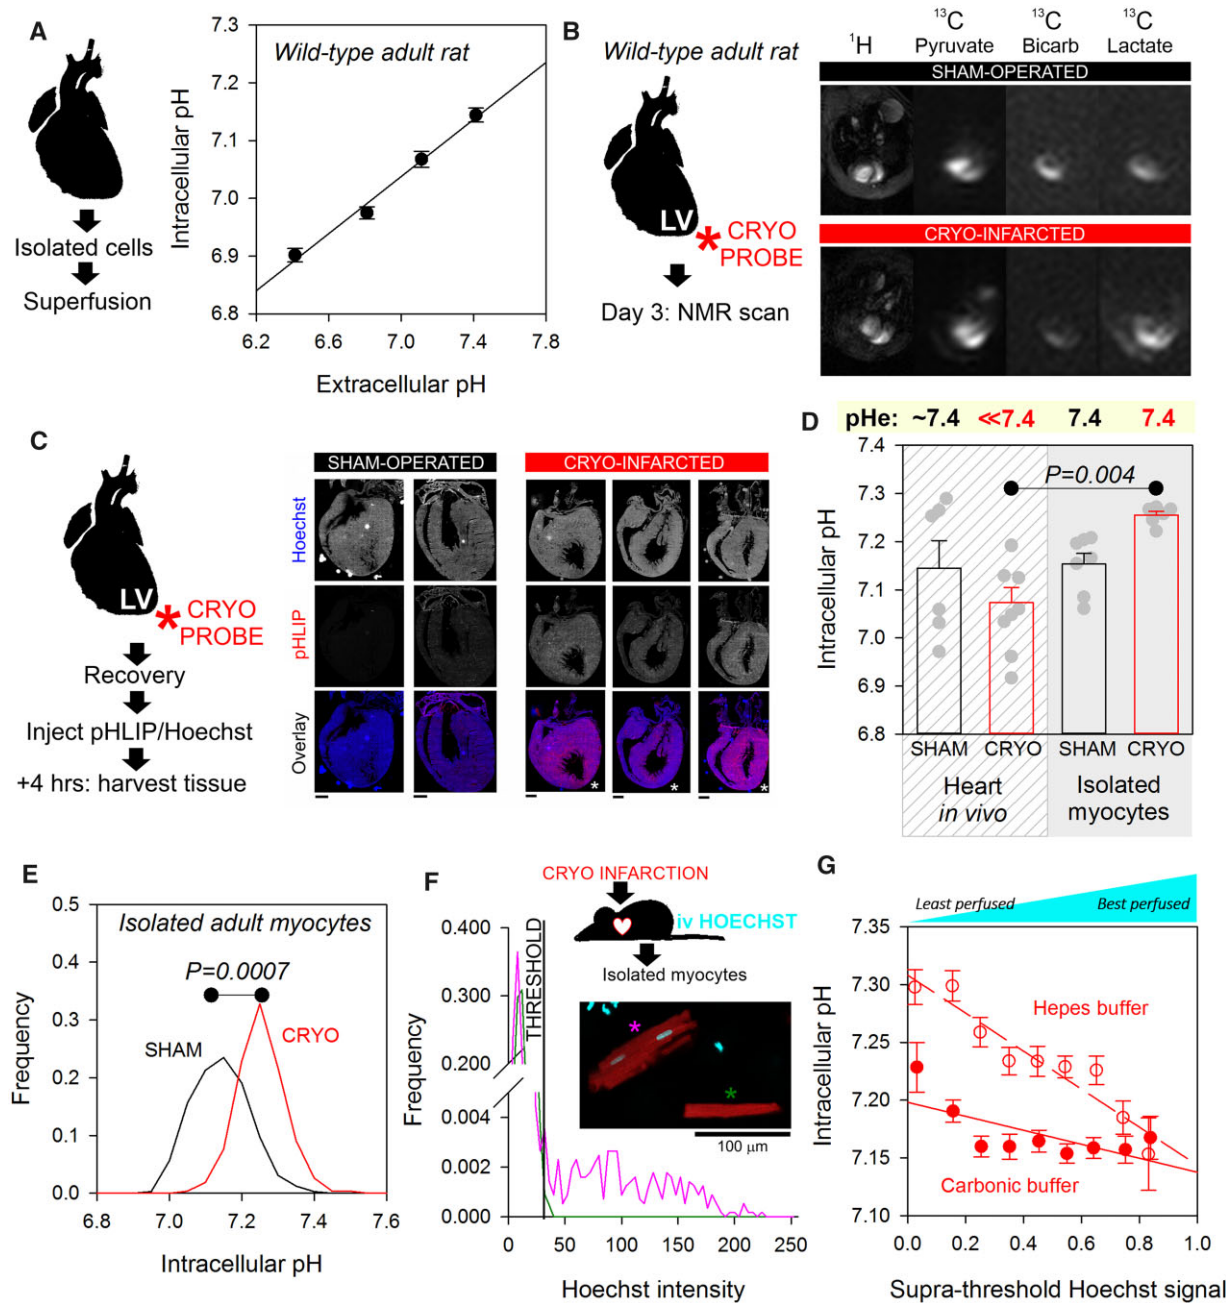 A
Wild-type adult rat
Intracellular pH
7.3
7.2
7.1
7.0
6.9
6.8
6.2
6.6
7.0
7.4
7.8
Extracellular pH
Isolated cells
Superfusion
B
Wild-type adult rat
LV
* CRYO
PROBE
Day 3: NMR scan
¹H
¹³C
Pyruvate
¹³C
Bicarb
¹³C
Lactate
SHAM-OPERATED
CRYO-INFARCTED
C
LV
* CRYO
PROBE
Recovery
Inject pHLIP/Hoechst
+4 hrs: harvest tissue
SHAM-OPERATED
CRYO-INFARCTED
Hoechst
pHLIP
Overlay
*
*
*
D
pHe: ~7.4 <<7.4 7.4 7.4
P=0.004
Intracellular pH
7.4
7.3
7.2
7.1
7.0
6.9
6.8
SHAM CRYO SHAM CRYO
Heart
in vivo
Isolated
myocytes
E
Isolated adult myocytes
P=0.0007
SHAM
CRYO
Frequency
0.5
0.4
0.3
0.2
0.1
0.0
6.8
7.0
7.2
7.4
7.6
Intracellular pH
F
CRYO INFARCTION
iv HOECHST
Isolated myocytes
THRESHOLD
*
*
100 µm
Frequency
0.400
0.300
0.200
0.004
0.002
0.000
0
50
100
150
200
250
Hoechst intensity
G
Least perfused
Best perfused
Hepes buffer
Carbonic buffer
Intracellular pH
7.35
7.30
7.25
7.20
7.15
7.10
0.0
0.2
0.4
0.6
0.8
1.0
Supra-threshold Hoechst signal